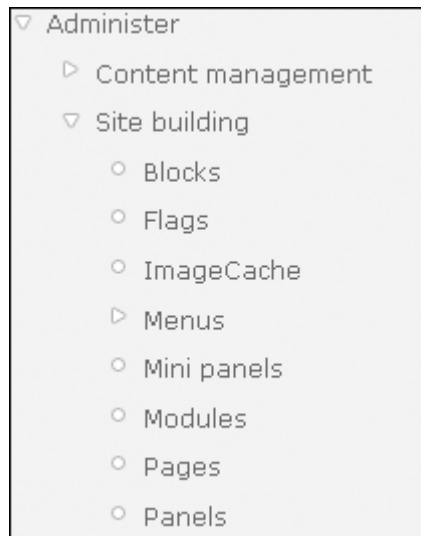 Administer
Content management
Site building
Blocks
Flags
ImageCache
Menus
Mini panels
Modules
Pages
Panels